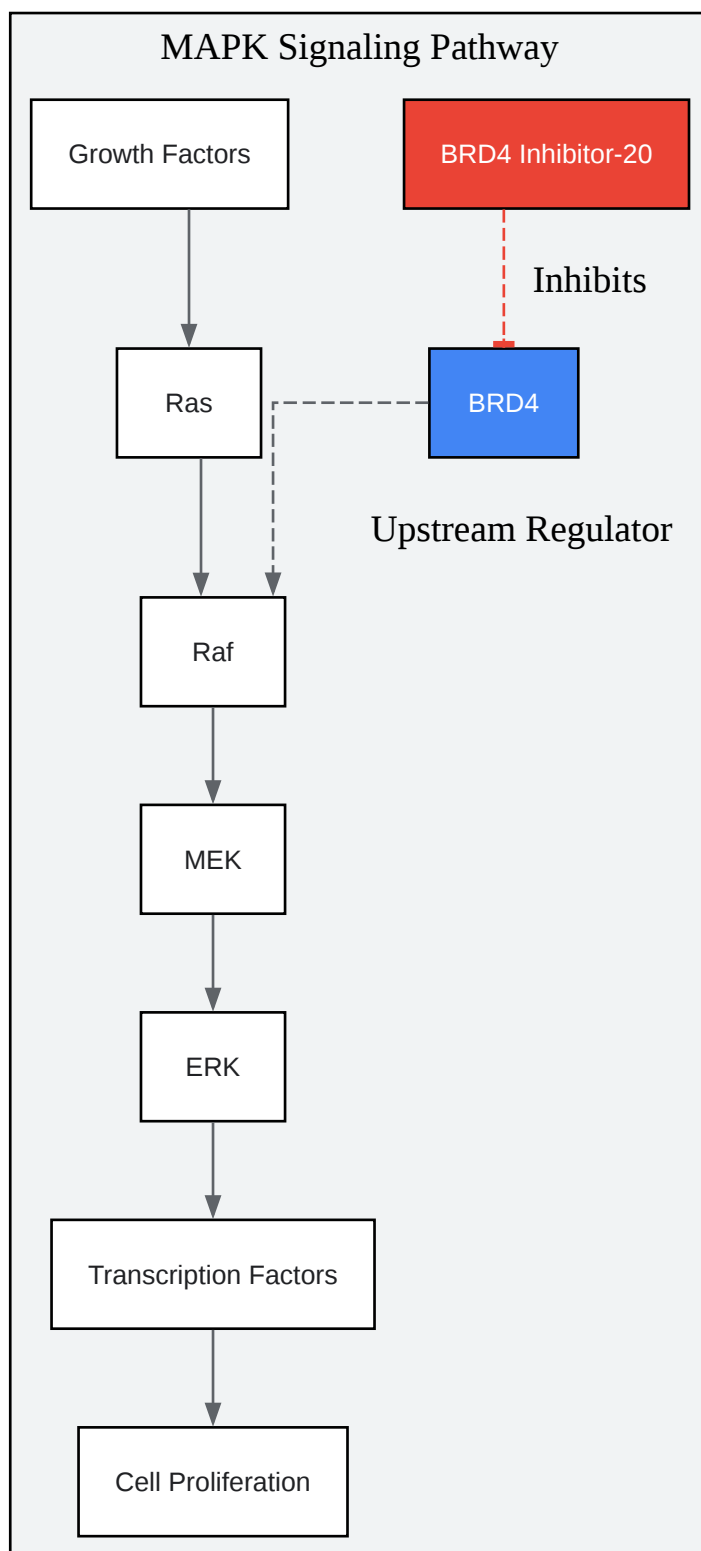 MAPK Signaling Pathway
Growth Factors
BRD4 Inhibitor-20
Inhibits
Ras
BRD4
Upstream Regulator
Raf
MEK
ERK
Transcription Factors
Cell Proliferation